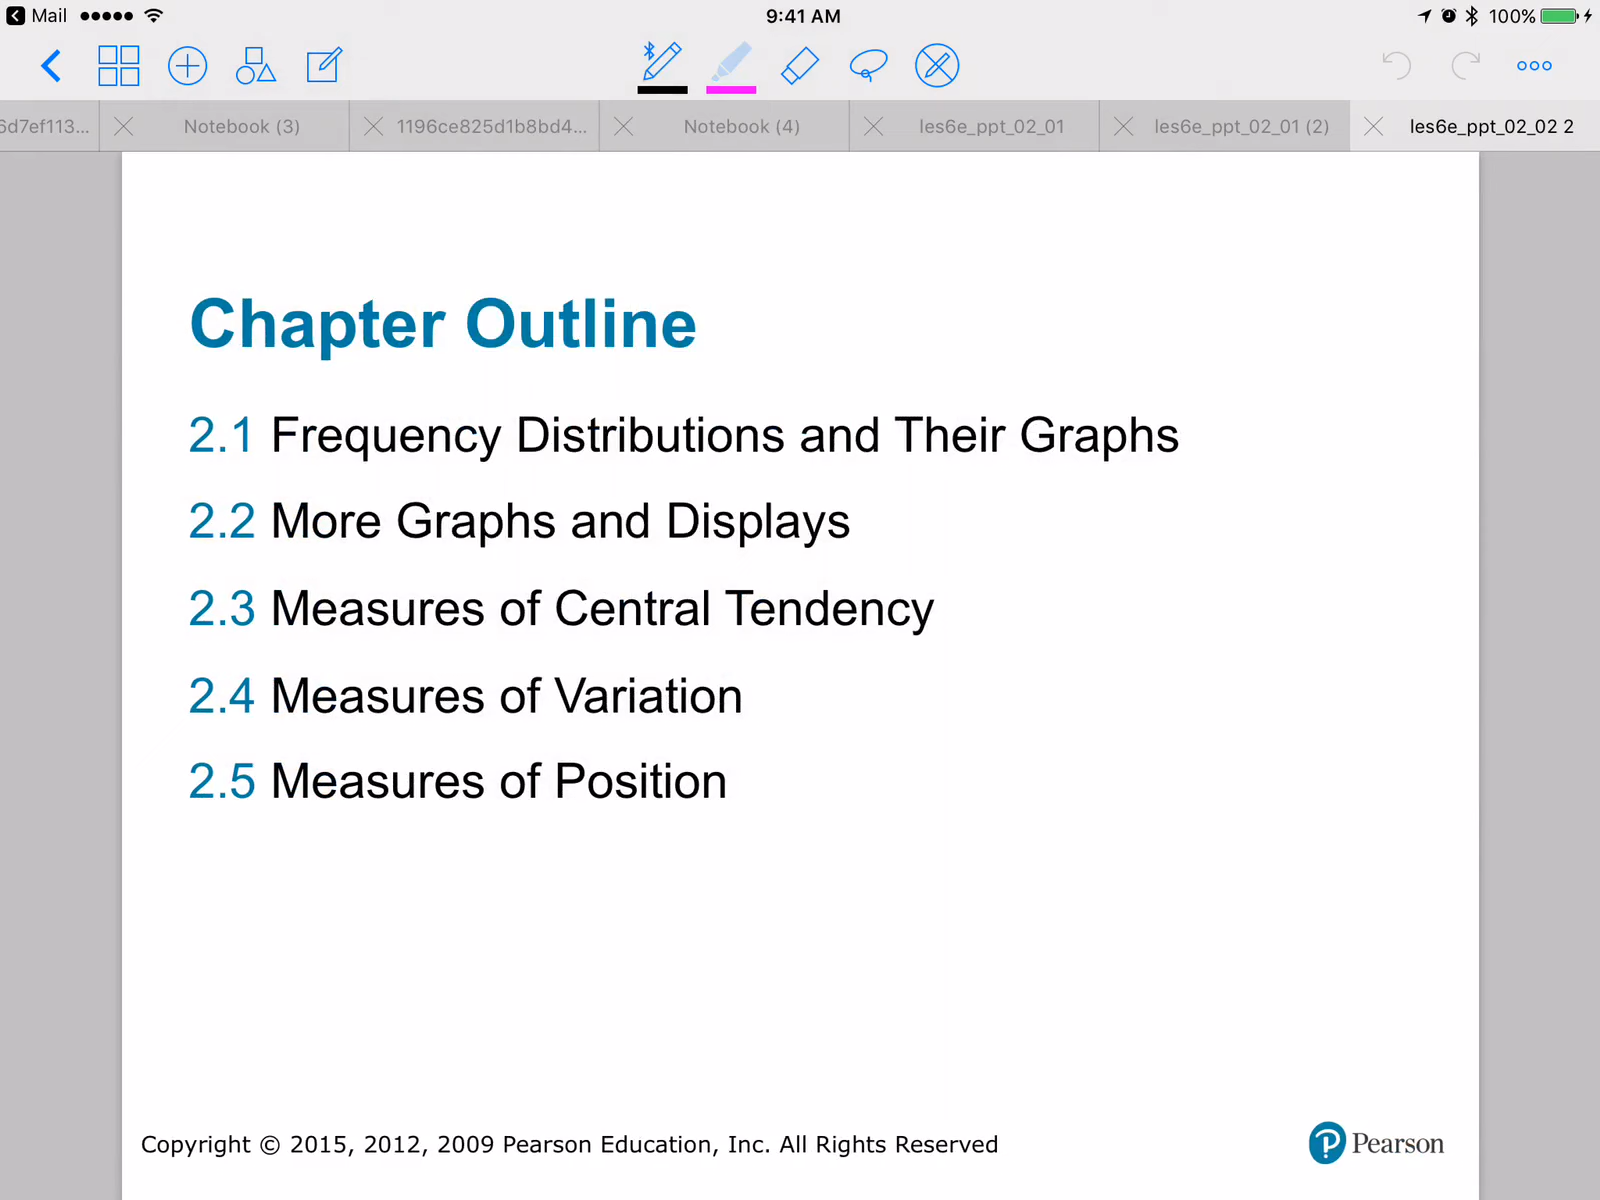 Mail 9:41 AM 100%
6d7ef113... Notebook (3) 1196ce825d1b8bd4... Notebook (4) les6e_ppt_02_01 les6e_ppt_02_01 (2) les6e_ppt_02_02 2
Chapter Outline
2.1 Frequency Distributions and Their Graphs
2.2 More Graphs and Displays
2.3 Measures of Central Tendency
2.4 Measures of Variation
2.5 Measures of Position
Copyright © 2015, 2012, 2009 Pearson Education, Inc. All Rights Reserved
Pearson